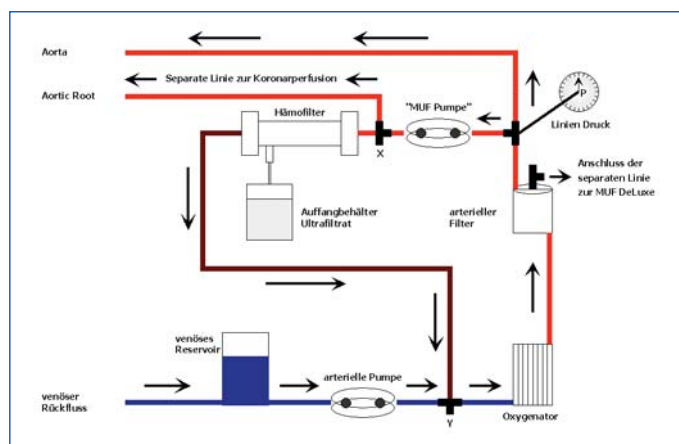 Aorta
Separate Linie zur Koronarperfusion
Aortic Root
Hämofilter
"MUF Pumpe"
P
Linien Druck
X
Anschluss der
separaten Linie
zur MUF DeLuxe
Auffangbehälter
Ultrafiltrat
arterieller
Filter
venöses
Reservoir
arterielle Pumpe
venöser
Rückfluss
Y
Oxygenator